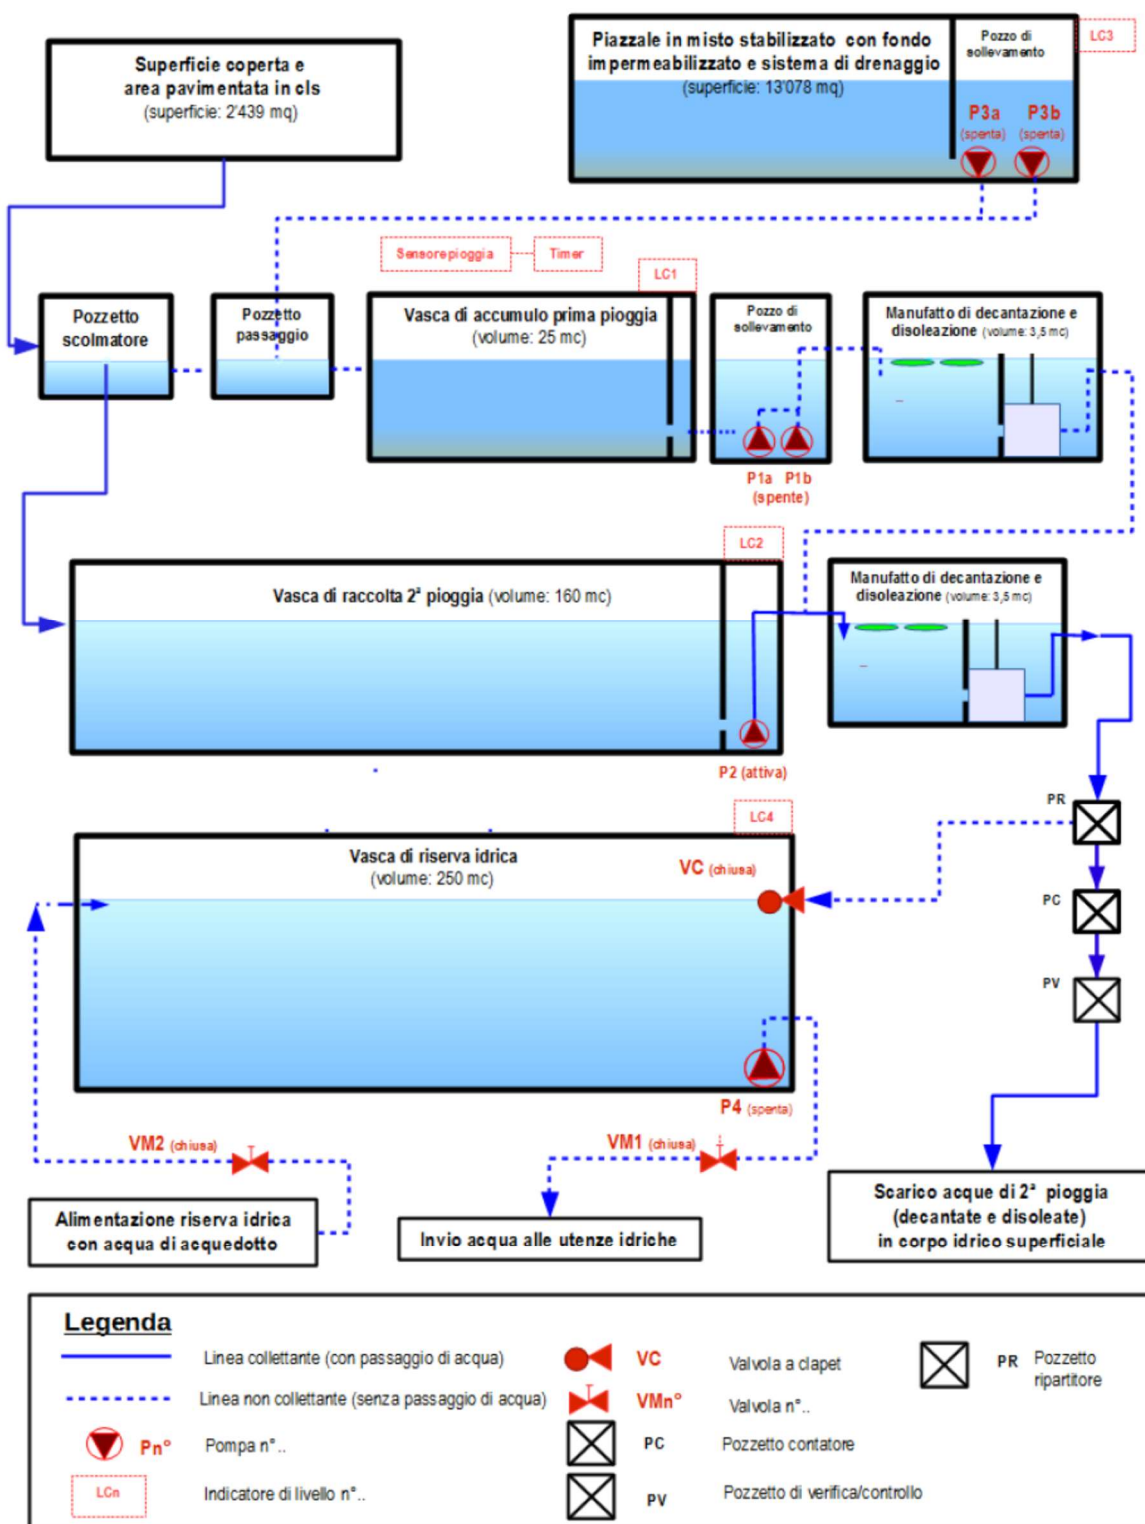 Superficie coperta e
area pavimentata in cls
(superficie: 2'439 mq)
Piazzale in misto stabilizzato con fondo
impermeabilizzato e sistema di drenaggio
(superficie: 13'078 mq)
Pozzo di
sollevamento
LC3
P3a
(spenta)
P3b
(spenta)
Sensore pioggia
Timer
LC1
Pozzetto
scolmatore
Pozzetto
passaggio
Vasca di accumulo prima pioggia
(volume: 25 mc)
Pozzo di
sollevamento
Manufatto di decantazione e
disoleazione (volume: 3,5 mc)
P1a P1b
(spente)
LC2
Vasca di raccolta 2ª pioggia (volume: 160 mc)
Manufatto di decantazione e
disoleazione (volume: 3,5 mc)
P2 (attiva)
LC4
PR
Vasca di riserva idrica
(volume: 250 mc)
VC (chiusa)
PC
PV
P4 (spenta)
VM2 (chiusa)
VM1 (chiusa)
Alimentazione riserva idrica
con acqua di acquedotto
Invio acqua alle utenze idriche
Scarico acque di 2ª pioggia
(decantate e disoleate)
in corpo idrico superficiale
Legenda
Linea collettante (con passaggio di acqua)
VC Valvola a clapet
PR Pozzetto
ripartitore
Linea non collettante (senza passaggio di acqua)
VMn° Valvola n°..
Pn° Pompa n°..
PC Pozzetto contatore
LCn Indicatore di livello n°..
PV Pozzetto di verifica/controllo